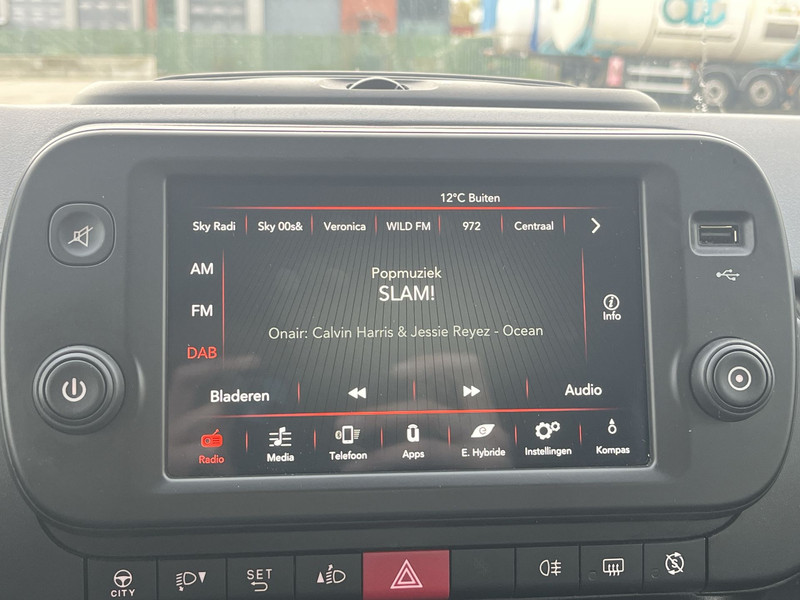 12°C Buiten
Sky Radi Sky 00s& Veronica WILD FM 972 Centraal
AM
FM
DAB
Popmuziek
SLAM!
Onair: Calvin Harris & Jessie Reyez - Ocean
Info
Bladeren Audio
Radio Media Telefoon Apps E. Hybride Instellingen Kompas
CITY SET